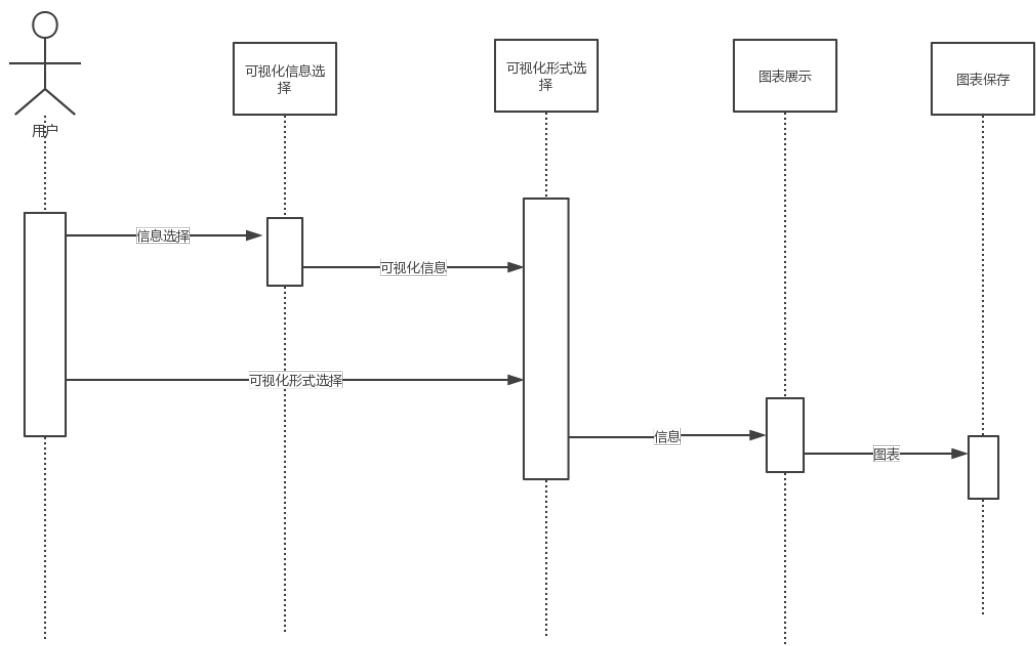 用户
可视化信息选
择
可视化形式选
择
图表展示
图表保存
信息选择
可视化信息
可视化形式选择
信息
图表